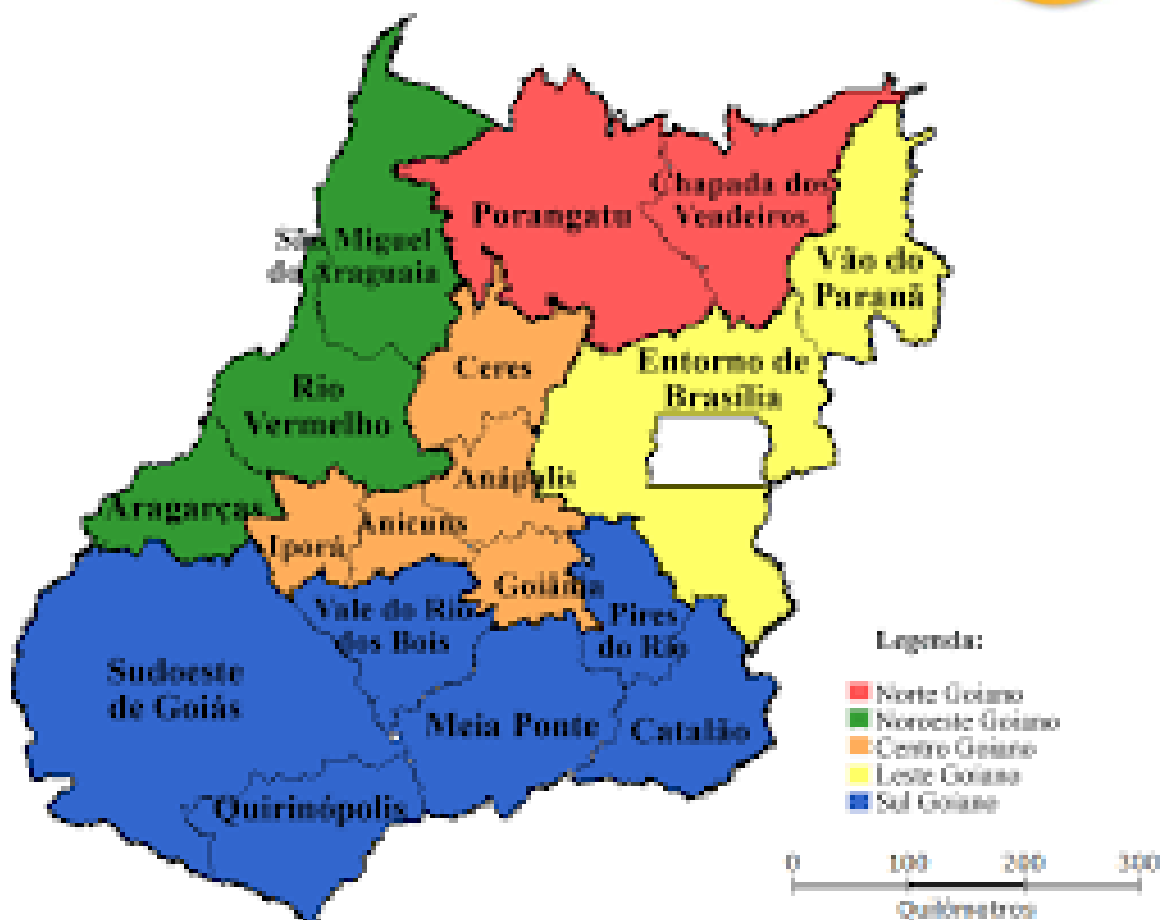 Porangatu
Chapada dos
Veadeiros
São Miguel
do Araguaia
Vão do
Paranã
Ceres
Entorno de
Brasília
Rio
Vermelho
Anápolis
Aragarças
Anicuns
Iporá
Goiânia
Vale do Rio
dos Bois
Pires
do Rio
Sudoeste
de Goiás
Meia Ponte
Catalão
Quirinópolis
Legenda:
Norte Goiano
Noroeste Goiano
Centro Goiano
Leste Goiano
Sul Goiano
0 100 200 300
Quilómetros